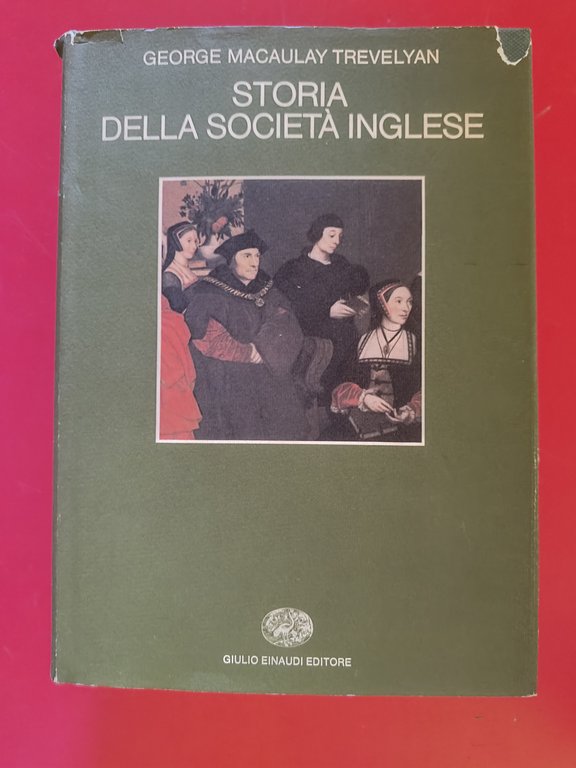 GEORGE MACAULAY TREVELYAN
STORIA
DELLA SOCIETÀ INGLESE
GIULIO EINAUDI EDITORE